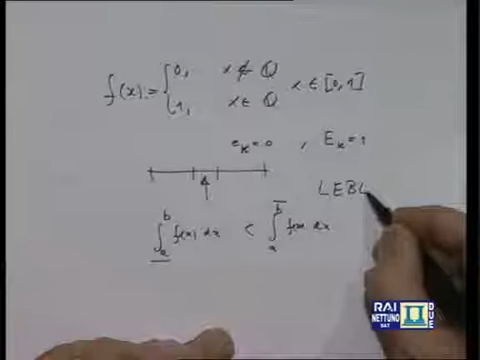 f(x) = { 0, x ∉ Q
1, x ∈ Q
x ∈ [0, 1]
e_k = 0 , E_k = 1
LEBL
∫_a^b f(x) dx < ∫_a^b f(x) dx
RAI
NETTUNO
SAT
DUE